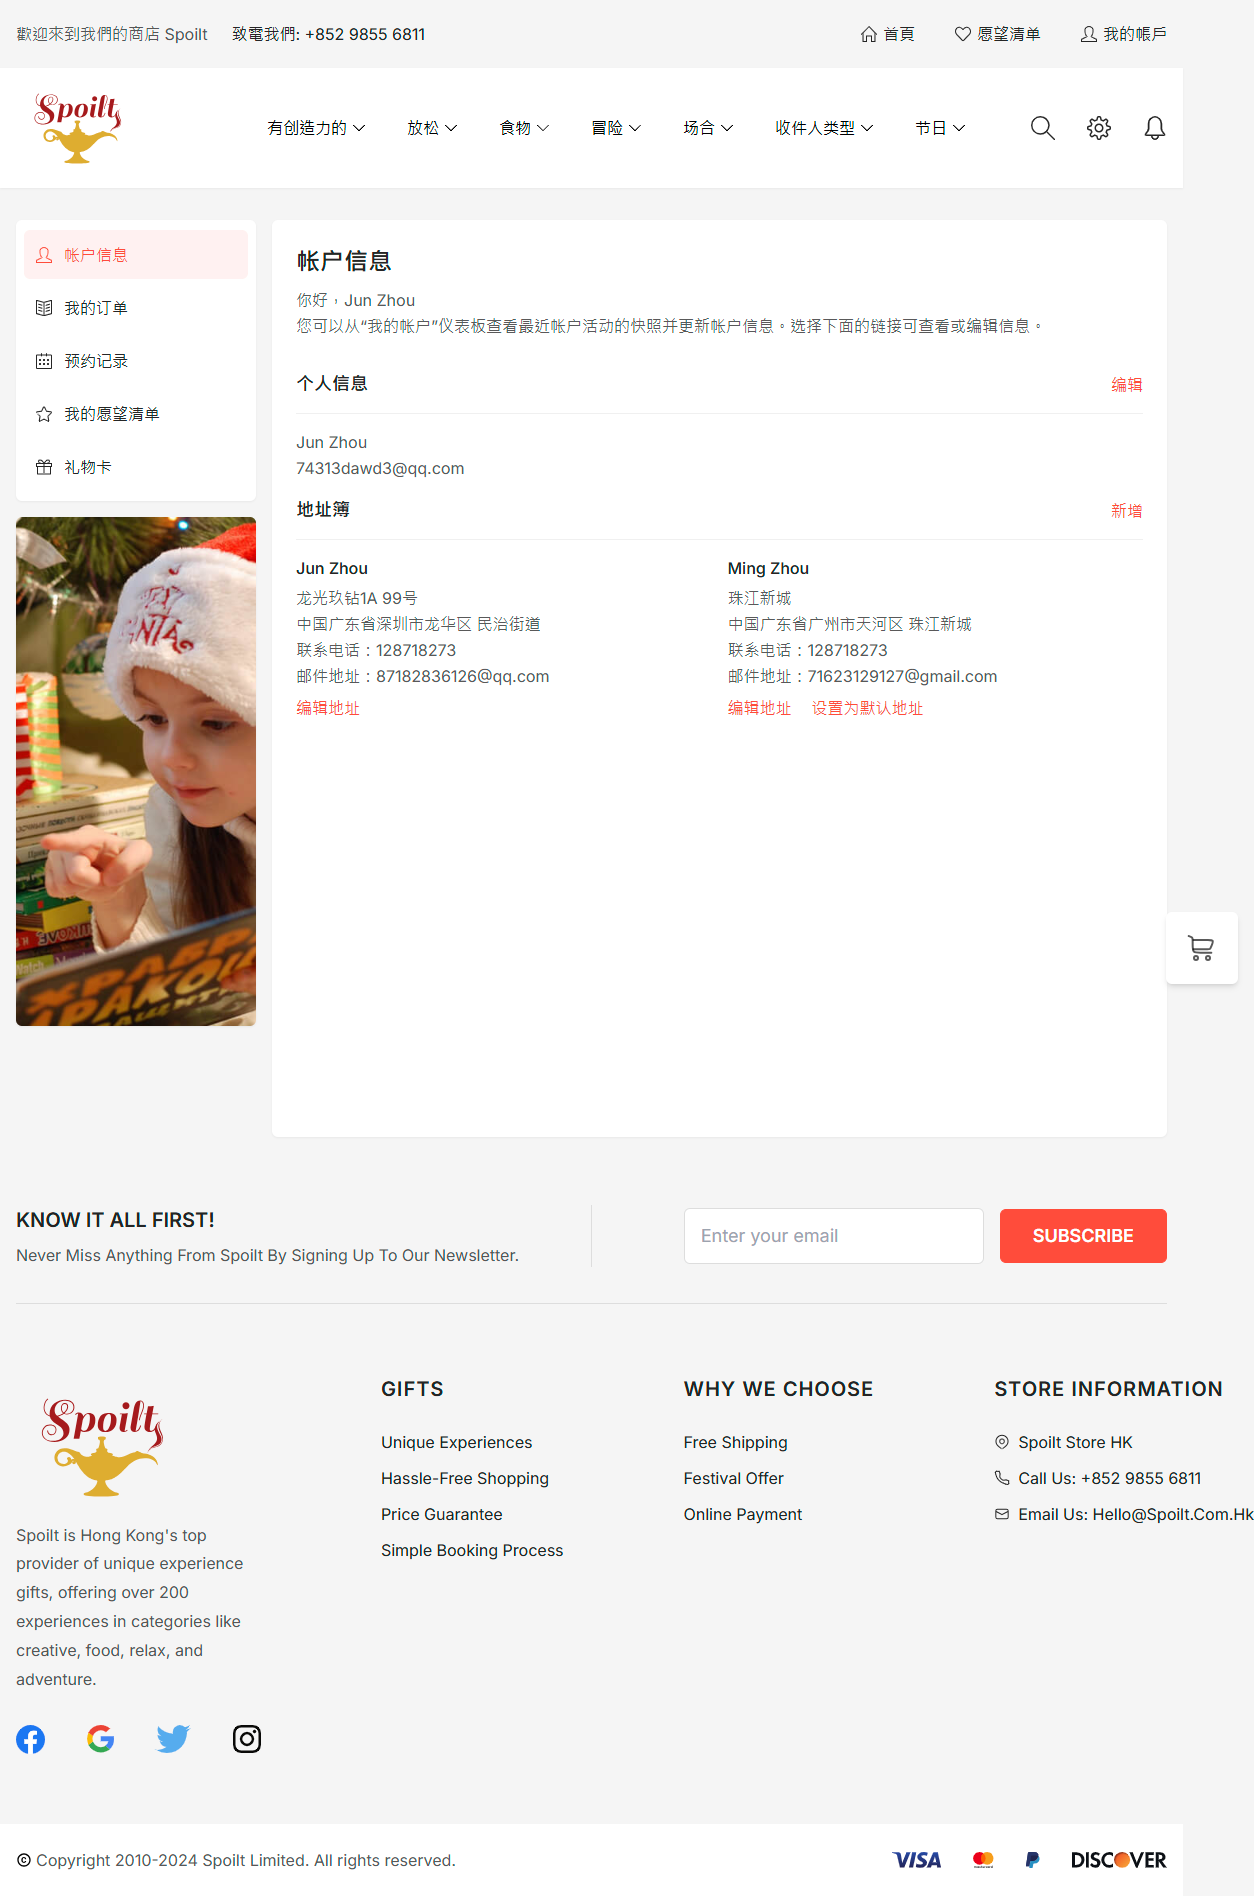 歡迎來到我們的商店 Spoilt
致電我們: +852 9855 6811
首頁
愿望清单
我的帳戶
Spoilt
有创造力的
放松
食物
冒险
场合
收件人类型
节日
帐户信息
我的订单
预约记录
我的愿望清单
礼物卡
帐户信息
你好，Jun Zhou
您可以从“我的帐户”仪表板查看最近帐户活动的快照并更新帐户信息。选择下面的链接可查看或编辑信息。
个人信息
编辑
Jun Zhou
74313dawd3@qq.com
地址簿
新增
Jun Zhou
龙光玖钻1A 99号
中国广东省深圳市龙华区 民治街道
联系电话：128718273
邮件地址：87182836126@qq.com
编辑地址
Ming Zhou
珠江新城
中国广东省广州市天河区 珠江新城
联系电话：128718273
邮件地址：71623129127@gmail.com
编辑地址 设置为默认地址
KNOW IT ALL FIRST!
Never Miss Anything From Spoilt By Signing Up To Our Newsletter.
Enter your email
SUBSCRIBE
Spoilt
Spoilt is Hong Kong's top
provider of unique experience
gifts, offering over 200
experiences in categories like
creative, food, relax, and
adventure.
GIFTS
Unique Experiences
Hassle-Free Shopping
Price Guarantee
Simple Booking Process
WHY WE CHOOSE
Free Shipping
Festival Offer
Online Payment
STORE INFORMATION
Spoilt Store HK
Call Us: +852 9855 6811
Email Us: Hello@Spoilt.Com.Hk
© Copyright 2010-2024 Spoilt Limited. All rights reserved.
VISA
DISCOVER